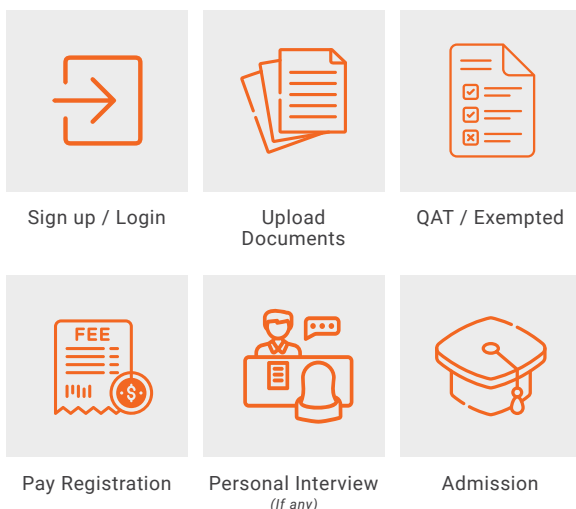 Sign up / Login
Upload
Documents
QAT / Exempted
FEE
$
Pay Registration
Personal Interview
(If any)
Admission